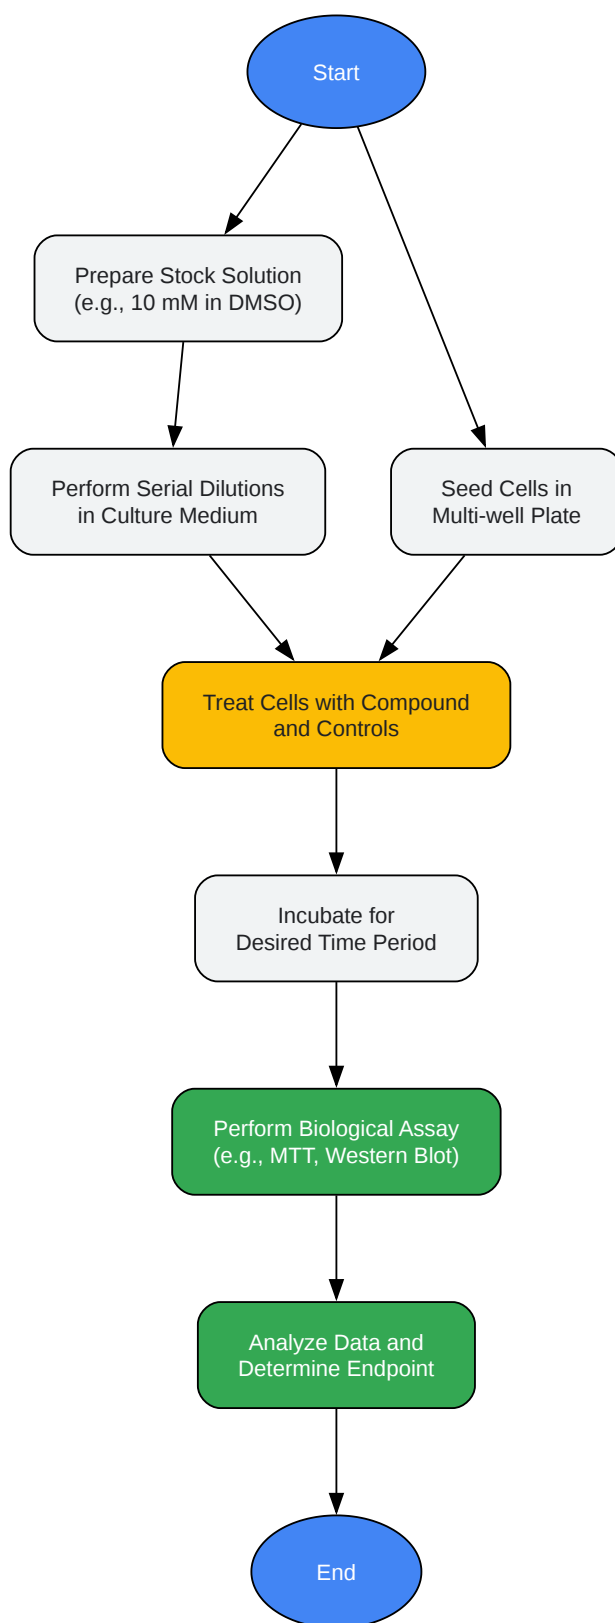 Start
Prepare Stock Solution
(e.g., 10 mM in DMSO)
Perform Serial Dilutions
in Culture Medium
Seed Cells in
Multi-well Plate
Treat Cells with Compound
and Controls
Incubate for
Desired Time Period
Perform Biological Assay
(e.g., MTT, Western Blot)
Analyze Data and
Determine Endpoint
End